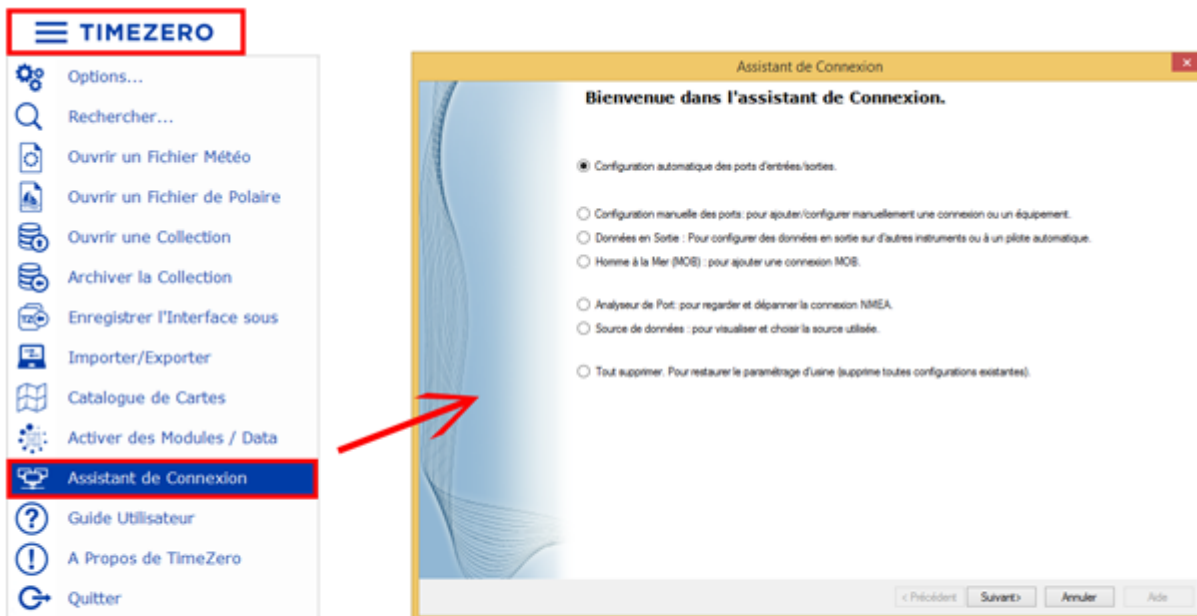 TIMEZERO
Options...
Rechercher...
Ouvrir un Fichier Météo
Ouvrir un Fichier de Polaire
Ouvrir une Collection
Archiver la Collection
Enregistrer l'Interface sous
Importer/Exporter
Catalogue de Cartes
Activer des Modules / Data
Assistant de Connexion
Guide Utilisateur
A Propos de TimeZero
Quitter
Assistant de Connexion
Bienvenue dans l'assistant de Connexion.
Configuration automatique des ports d'entrées/sorties.
Configuration manuelle des ports: pour ajouter/configurer manuellement une connexion ou un équipement.
Données en Sortie : Pour configurer des données en sortie sur d'autres instruments ou à un pilote automatique.
Homme à la Mer (MOB) : pour ajouter une connexion MOB.
Analyseur de Port: pour regarder et dépanner la connexion NMEA.
Source de données : pour visualiser et choisir la source utilisée.
Tout supprimer. Pour restaurer le paramétrage d'usine (supprime toutes configurations existantes).
< Précédent Suivant> Annuler Aide